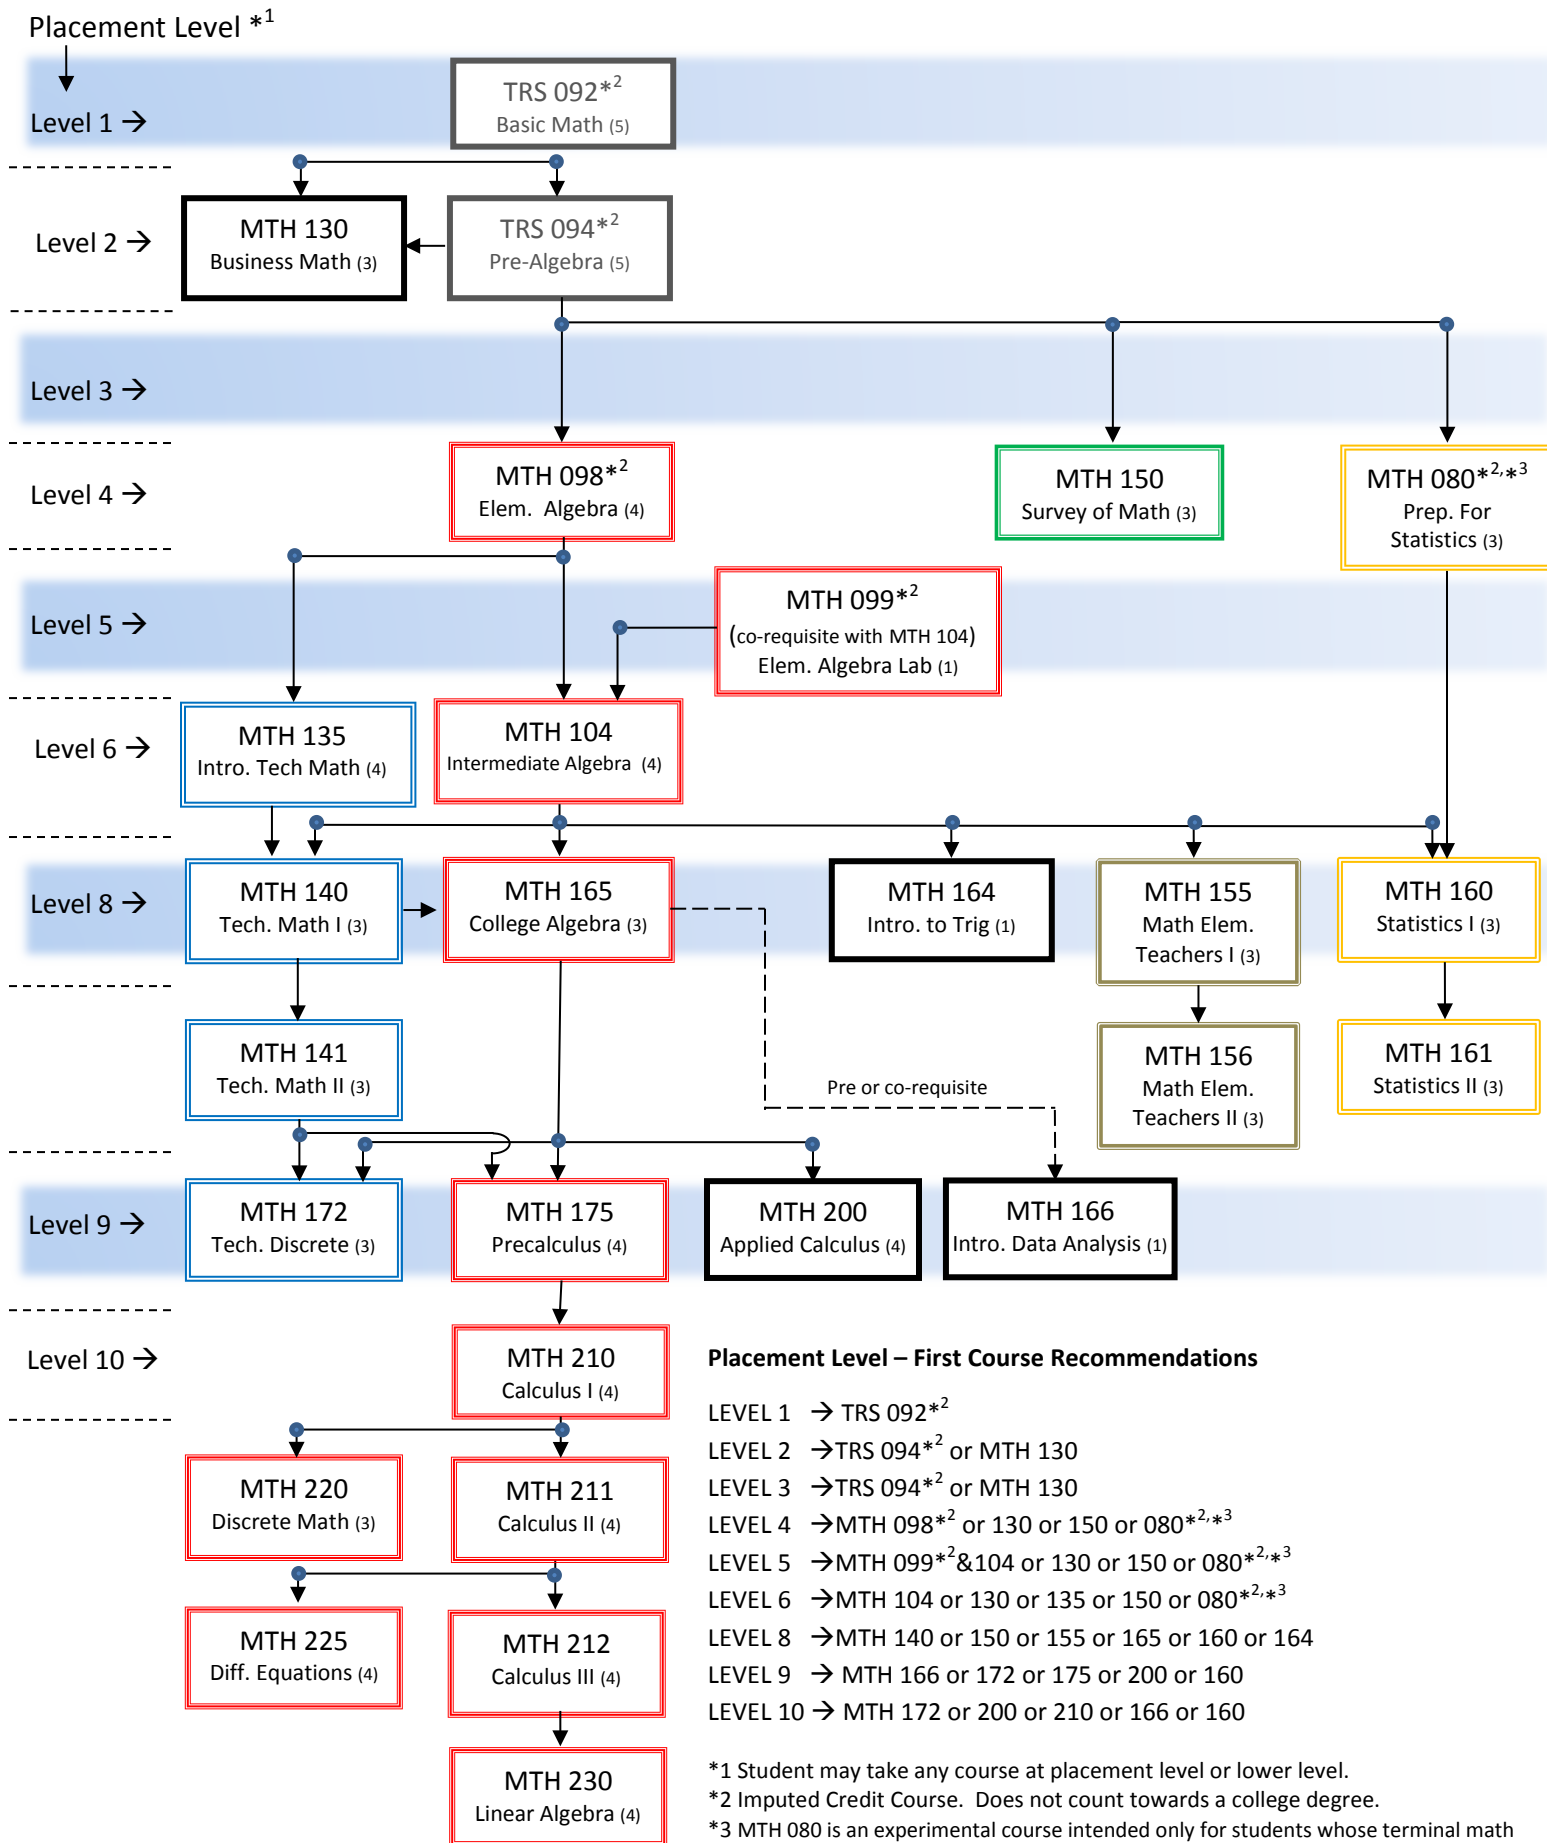 Placement Level *1
Level 1 →
TRS 092*2
Basic Math (5)
Level 2 →
MTH 130
Business Math (3)
TRS 094*2
Pre-Algebra (5)
Level 3 →
Level 4 →
MTH 098*2
Elem. Algebra (4)
MTH 150
Survey of Math (3)
MTH 080*2,*3
Prep. For
Statistics (3)
Level 5 →
MTH 099*2
(co-requisite with MTH 104)
Elem. Algebra Lab (1)
Level 6 →
MTH 135
Intro. Tech Math (4)
MTH 104
Intermediate Algebra (4)
Level 8 →
MTH 140
Tech. Math I (3)
MTH 165
College Algebra (3)
MTH 164
Intro. to Trig (1)
MTH 155
Math Elem.
Teachers I (3)
MTH 160
Statistics I (3)
MTH 141
Tech. Math II (3)
Pre or co-requisite
MTH 156
Math Elem.
Teachers II (3)
MTH 161
Statistics II (3)
Level 9 →
MTH 172
Tech. Discrete (3)
MTH 175
Precalculus (4)
MTH 200
Applied Calculus (4)
MTH 166
Intro. Data Analysis (1)
Level 10 →
MTH 210
Calculus I (4)
MTH 220
Discrete Math (3)
MTH 211
Calculus II (4)
MTH 225
Diff. Equations (4)
MTH 212
Calculus III (4)
MTH 230
Linear Algebra (4)
Placement Level – First Course Recommendations
LEVEL 1 → TRS 092*2
LEVEL 2 →TRS 094*2 or MTH 130
LEVEL 3 →TRS 094*2 or MTH 130
LEVEL 4 →MTH 098*2 or 130 or 150 or 080*2,*3
LEVEL 5 →MTH 099*2&104 or 130 or 150 or 080*2,*3
LEVEL 6 →MTH 104 or 130 or 135 or 150 or 080*2,*3
LEVEL 8 →MTH 140 or 150 or 155 or 165 or 160 or 164
LEVEL 9 → MTH 166 or 172 or 175 or 200 or 160
LEVEL 10 → MTH 172 or 200 or 210 or 166 or 160
*1 Student may take any course at placement level or lower level.
*2 Imputed Credit Course. Does not count towards a college degree.
*3 MTH 080 is an experimental course intended only for students whose terminal math